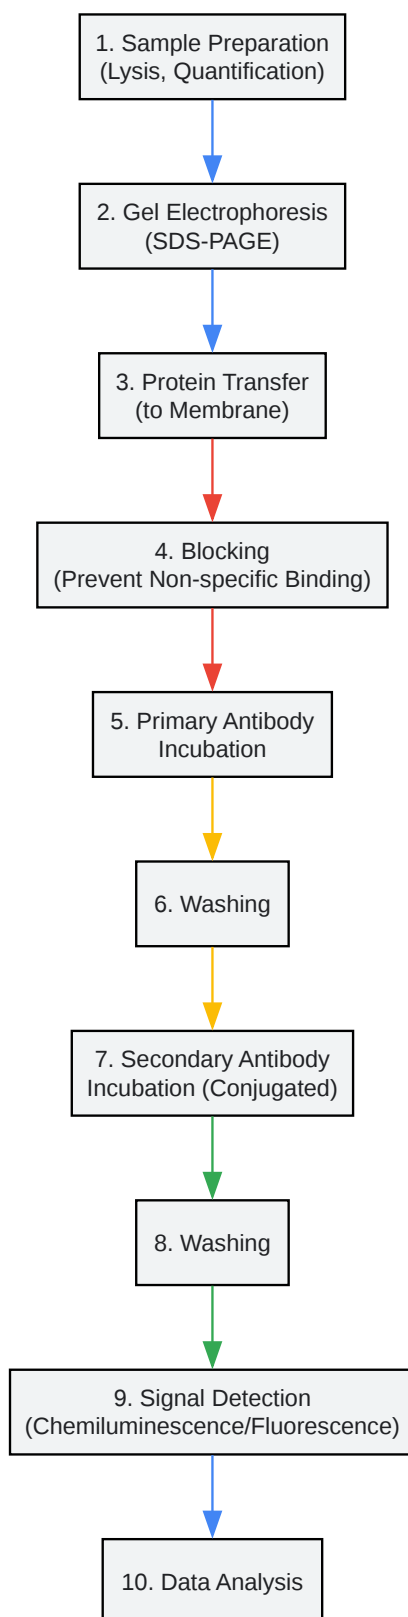 1. Sample Preparation
(Lysis, Quantification)
2. Gel Electrophoresis
(SDS-PAGE)
3. Protein Transfer
(to Membrane)
4. Blocking
(Prevent Non-specific Binding)
5. Primary Antibody
Incubation
6. Washing
7. Secondary Antibody
Incubation (Conjugated)
8. Washing
9. Signal Detection
(Chemiluminescence/Fluorescence)
10. Data Analysis